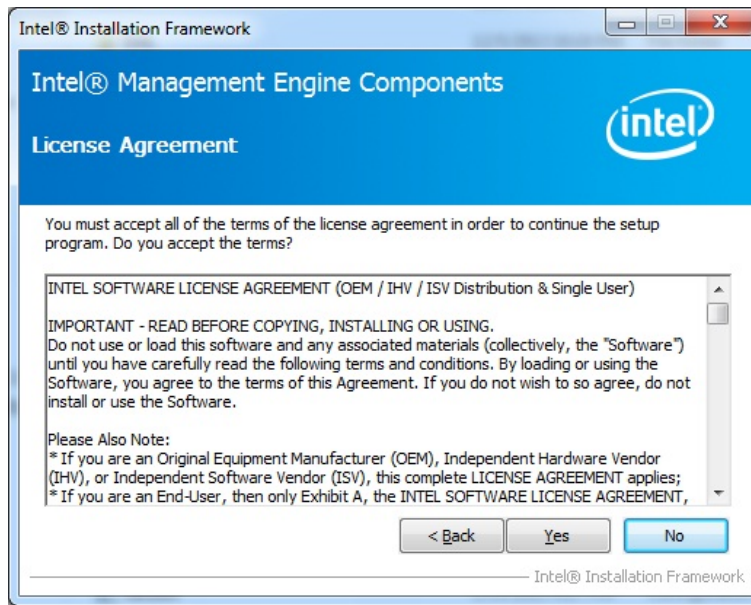 Intel® Installation Framework
Intel® Management Engine Components
intel
License Agreement
You must accept all of the terms of the license agreement in order to continue the setup
program. Do you accept the terms?
INTEL SOFTWARE LICENSE AGREEMENT (OEM / IHV / ISV Distribution & Single User)
IMPORTANT - READ BEFORE COPYING, INSTALLING OR USING.
Do not use or load this software and any associated materials (collectively, the "Software")
until you have carefully read the following terms and conditions. By loading or using the
Software, you agree to the terms of this Agreement. If you do not wish to so agree, do not
install or use the Software.
Please Also Note:
* If you are an Original Equipment Manufacturer (OEM), Independent Hardware Vendor
(IHV), or Independent Software Vendor (ISV), this complete LICENSE AGREEMENT applies;
* If you are an End-User, then only Exhibit A, the INTEL SOFTWARE LICENSE AGREEMENT,
< Back Yes No
Intel® Installation Framework